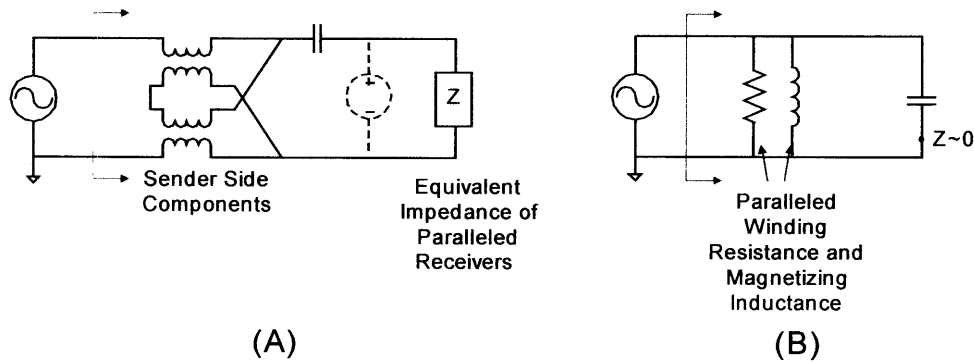 Z
Sender Side
Components
Equivalent
Impedance of
Paralleled
Receivers
(A)
Z~0
Paralleled
Winding
Resistance and
Magnetizing
Inductance
(B)